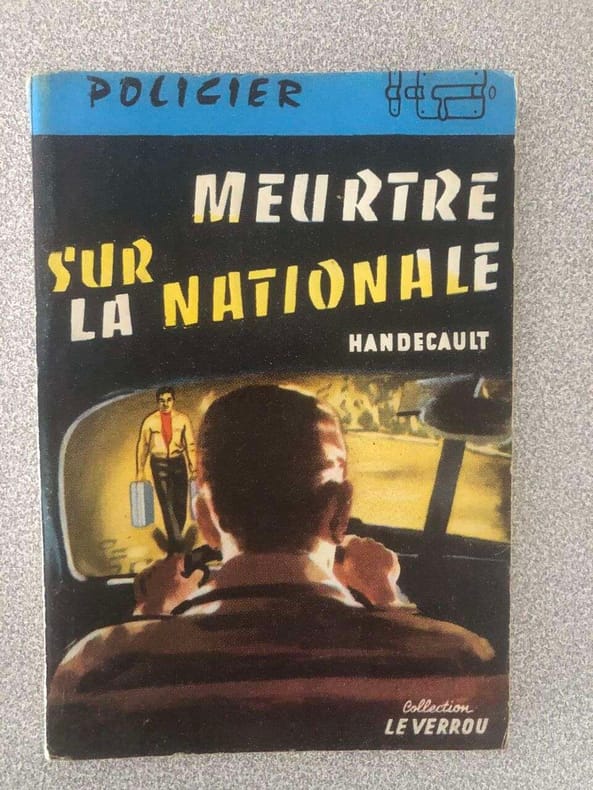 POLICIER
MEURTRE
SUR
LA NATIONALE
HANDECAULT
Collection
LE VERROU